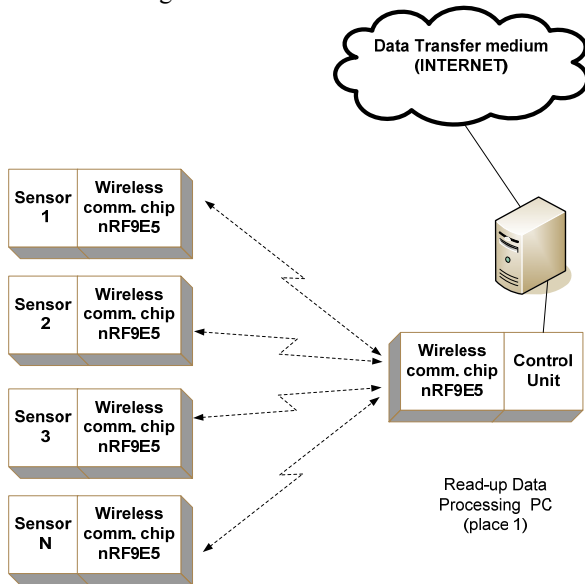 Data Transfer medium
(INTERNET)
Sensor
1
Wireless
comm. chip
nRF9E5
Sensor
2
Wireless
comm. chip
nRF9E5
Sensor
3
Wireless
comm. chip
nRF9E5
Sensor
N
Wireless
comm. chip
nRF9E5
Wireless
comm. chip
nRF9E5
Control
Unit
Read-up Data
Processing PC
(place 1)